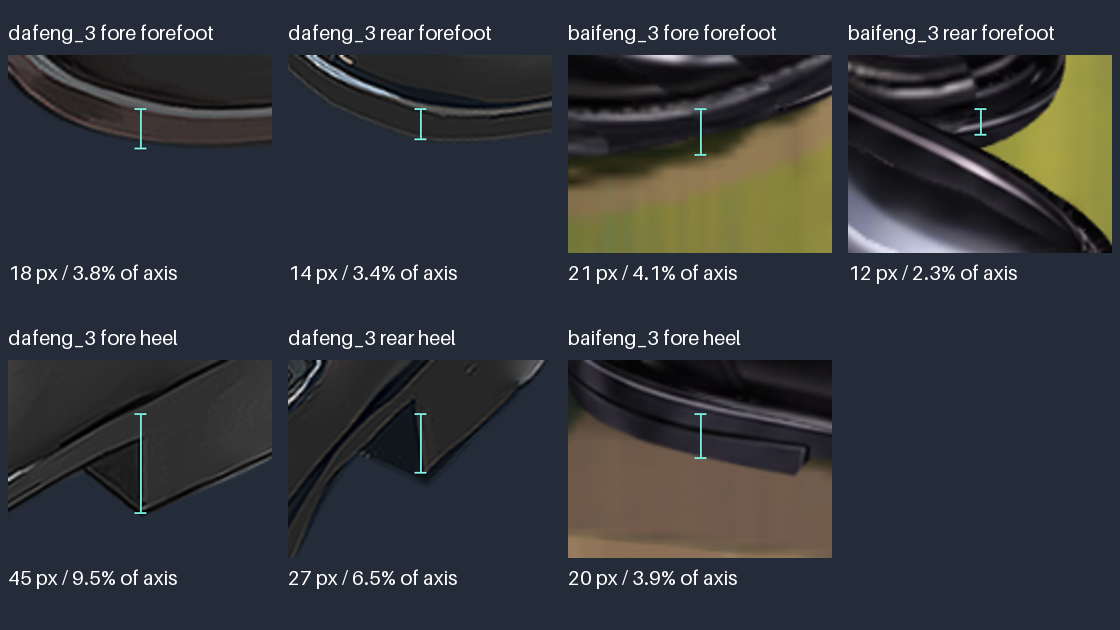 dafeng_3 fore forefoot
dafeng_3 rear forefoot
baifeng_3 fore forefoot
baifeng_3 rear forefoot
18 px / 3.8% of axis
14 px / 3.4% of axis
21 px / 4.1% of axis
12 px / 2.3% of axis
dafeng_3 fore heel
dafeng_3 rear heel
baifeng_3 fore heel
45 px / 9.5% of axis
27 px / 6.5% of axis
20 px / 3.9% of axis